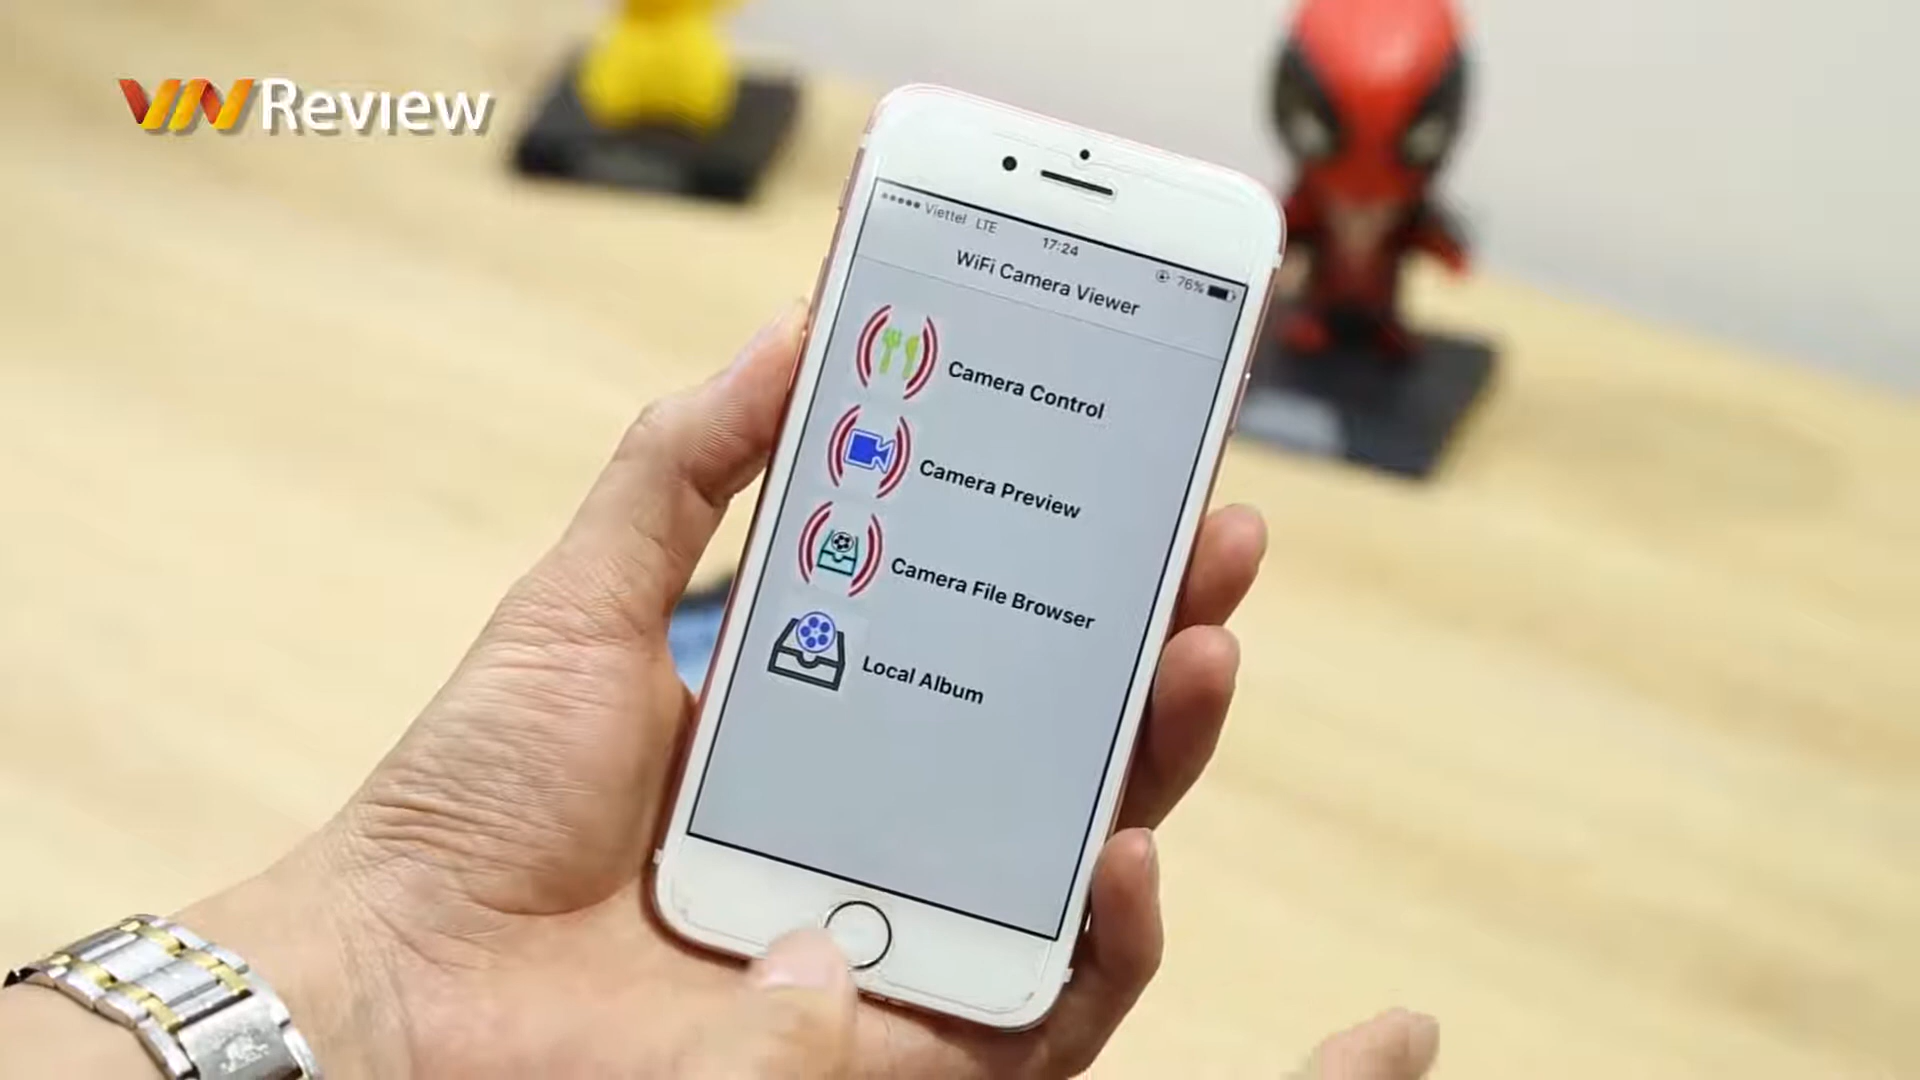 VN Review
Viettel LTE
17:24
76%
WiFi Camera Viewer
Camera Control
Camera Preview
Camera File Browser
Local Album